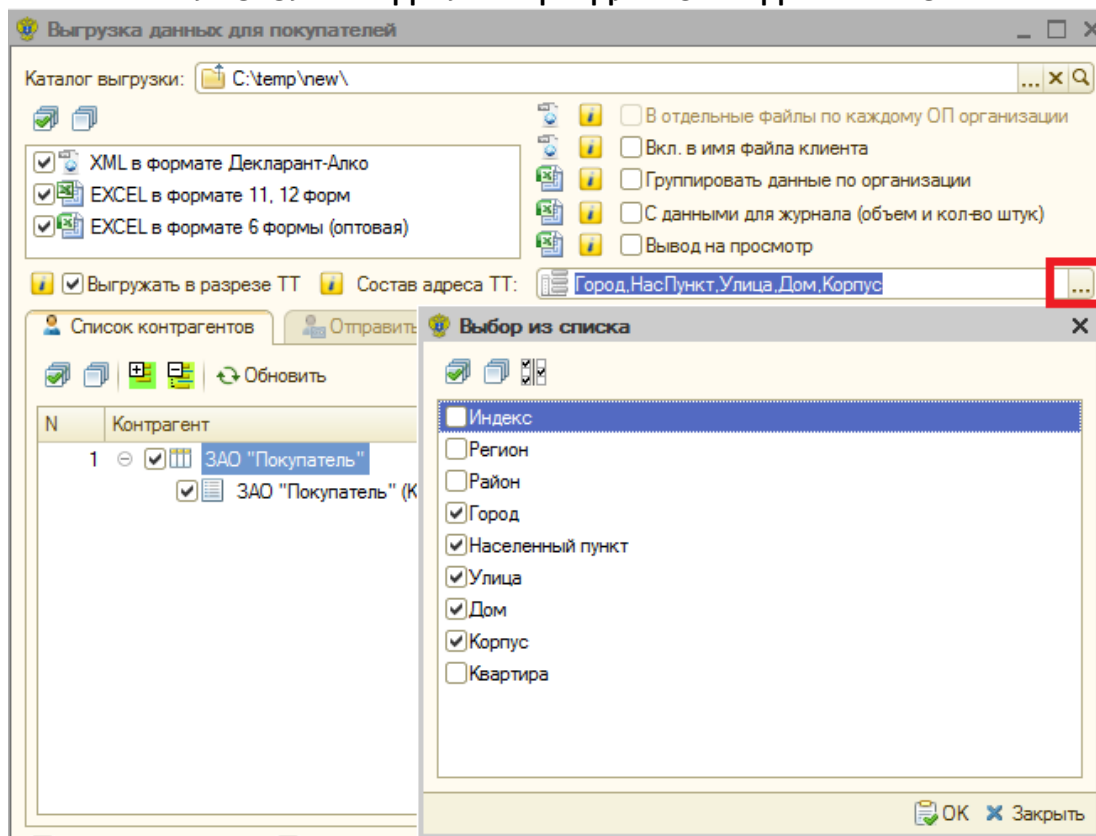 Выгрузка данных для покупателей
Каталог выгрузки: C:\temp\new\
В отдельные файлы по каждому ОП организации
XML в формате Декларант-Алко
Вкл. в имя файла клиента
EXCEL в формате 11, 12 форм
Группировать данные по организации
EXCEL в формате 6 формы (оптовая)
С данными для журнала (объем и кол-во штук)
Вывод на просмотр
Выгружать в разрезе ТТ Состав адреса ТТ: Город,НасПункт,Улица,Дом,Корпус ...
Список контрагентов Отправить
Выбор из списка
Обновить
N Контрагент
Индекс
Регион
1 ЗАО "Покупатель"
Район
ЗАО "Покупатель" (К
Город
Населенный пункт
Улица
Дом
Корпус
Квартира
OK Закрыть